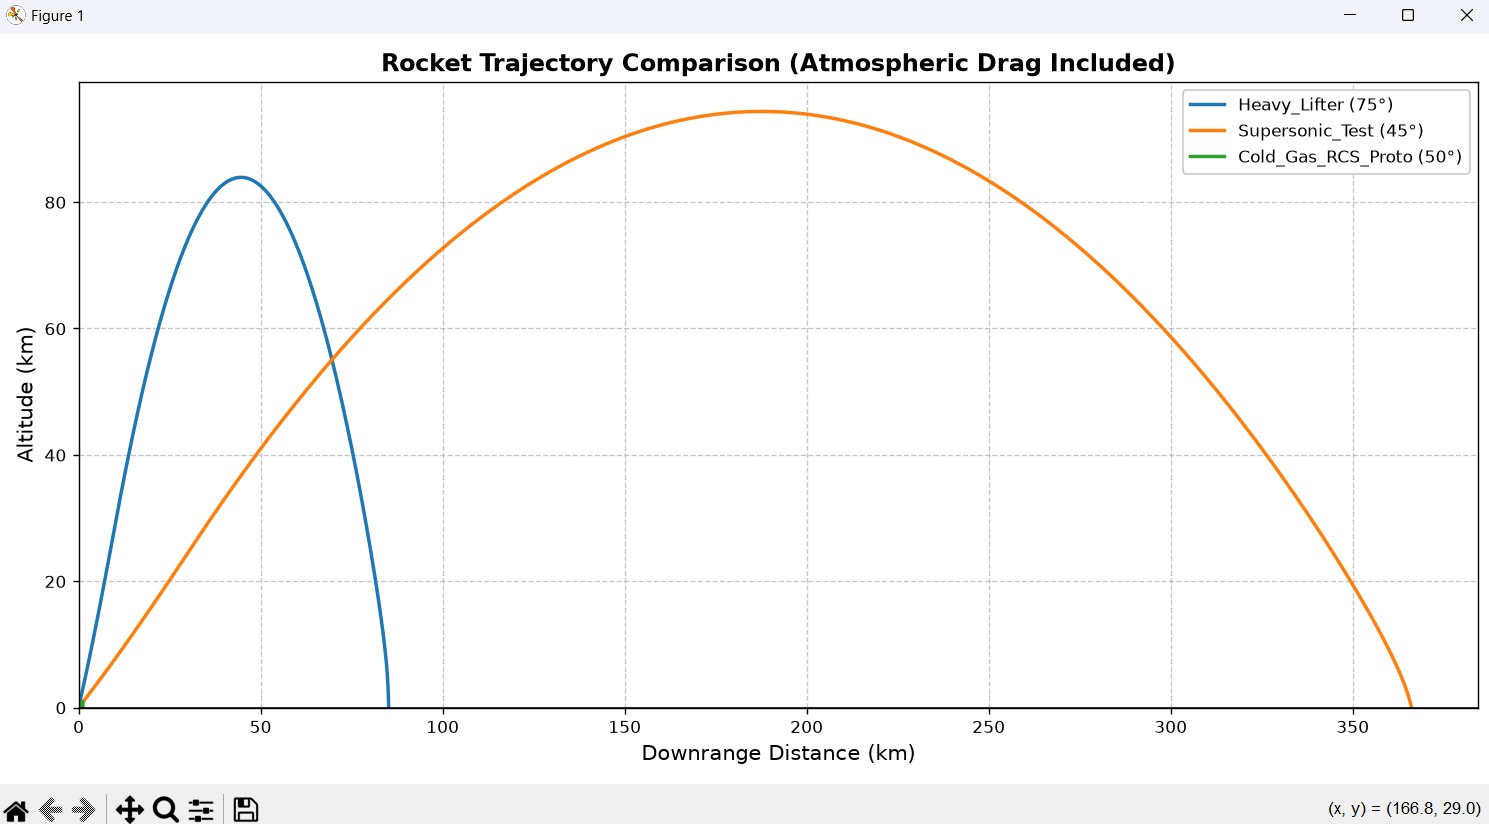 Figure 1
Rocket Trajectory Comparison (Atmospheric Drag Included)
Heavy_Lifter (75°)
Supersonic_Test (45°)
Cold_Gas_RCS_Proto (50°)
Altitude (km)
80
60
40
20
0
0 50 100 150 200 250 300 350
Downrange Distance (km)
(x, y) = (166.8, 29.0)